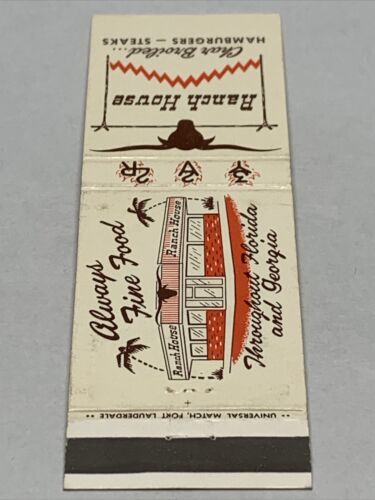 HAMBURGERS — STEAKS
Char Broiled...
Ranch House
Always
Fine Food
Ranch House
Ranch House
Throughout Florida
and Georgia
UNIVERSAL MATCH, FORT LAUDERDALE